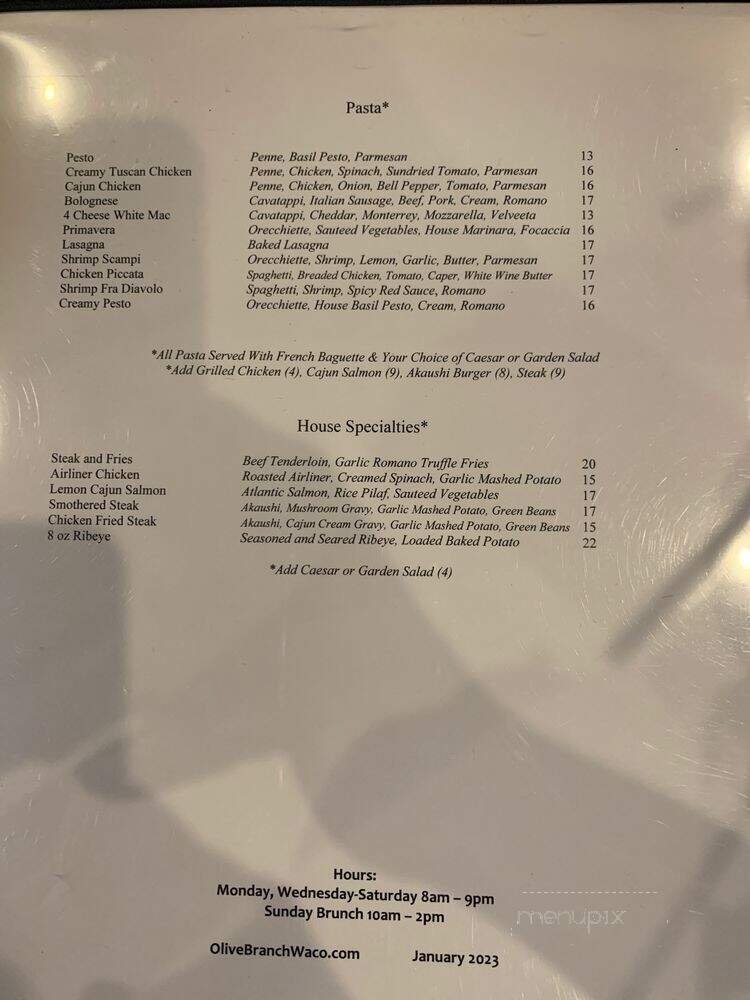 Pasta*
Pesto Penne, Basil Pesto, Parmesan 13
Creamy Tuscan Chicken Penne, Chicken, Spinach, Sundried Tomato, Parmesan 16
Cajun Chicken Penne, Chicken, Onion, Bell Pepper, Tomato, Parmesan 16
Bolognese Cavatappi, Italian Sausage, Beef, Pork, Cream, Romano 17
4 Cheese White Mac Cavatappi, Cheddar, Monterrey, Mozzarella, Velveeta 13
Primavera Orecchiette, Sauteed Vegetables, House Marinara, Focaccia 16
Lasagna Baked Lasagna 17
Shrimp Scampi Orecchiette, Shrimp, Lemon, Garlic, Butter, Parmesan 17
Chicken Piccata Spaghetti, Breaded Chicken, Tomato, Caper, White Wine Butter 17
Shrimp Fra Diavolo Spaghetti, Shrimp, Spicy Red Sauce, Romano 17
Creamy Pesto Orecchiette, House Basil Pesto, Cream, Romano 16
*All Pasta Served With French Baguette & Your Choice of Caesar or Garden Salad
*Add Grilled Chicken (4), Cajun Salmon (9), Akaushi Burger (8), Steak (9)
House Specialties*
Steak and Fries Beef Tenderloin, Garlic Romano Truffle Fries 20
Airliner Chicken Roasted Airliner, Creamed Spinach, Garlic Mashed Potato 15
Lemon Cajun Salmon Atlantic Salmon, Rice Pilaf, Sauteed Vegetables 17
Smothered Steak Akaushi, Mushroom Gravy, Garlic Mashed Potato, Green Beans 17
Chicken Fried Steak Akaushi, Cajun Cream Gravy, Garlic Mashed Potato, Green Beans 15
8 oz Ribeye Seasoned and Seared Ribeye, Loaded Baked Potato 22
*Add Caesar or Garden Salad (4)
Hours:
Monday, Wednesday-Saturday 8am – 9pm
Sunday Brunch 10am – 2pm
menupix
OliveBranchWaco.com January 2023